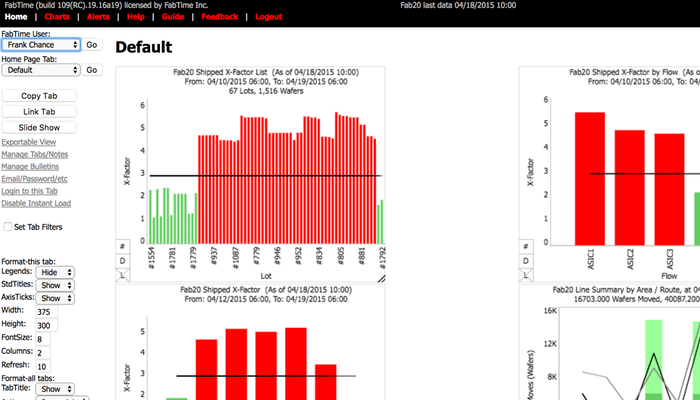 FabTime (build 109(RC).19.16a19) licensed by FabTime Inc.
Fab20 last data 04/18/2015 10:00
Home | Charts | Alerts | Help | Guide | Feedback | Logout
FabTime User:
Frank Chance
Go
Home Page Tab:
Default
Go
Copy Tab
Link Tab
Slide Show
Exportable View
Manage Tabs/Notes
Manage Bulletins
Email/Password/etc
Login to this Tab
Disable Instant Load
Set Tab Filters
Format-this tab:
Legends: Hide
StdTitles: Show
AxisTicks: Show
Width: 375
Height: 300
FontSize: 8
Columns: 2
Refresh: 10
Format-all tabs:
TabTitle: Show
Default
Fab20 Shipped X-Factor List (As of 04/18/2015 10:00)
From: 04/10/2015 06:00, To: 04/19/2015 06:00
67 Lots, 1,516 Wafers
X-Factor
6
5
4
3
2
1
0
#1554
#1781
#1779
#937
#1087
#779
#946
#952
#834
#805
#881
#1792
Lot
#
D
L
Fab20 Shipped X-Factor by Flow (As of 04/
From: 04/10/2015 06:00, To: 04/19/
X-Factor
6
5
4
3
2
1
0
ASIC1
ASIC2
ASIC3
Flow
#
D
L
Fab20 Shipped X-Factor (As of 04/18/2015 10:00)
From: 04/12/2015 06:00, To: 04/19/2015 06:00
X-Factor
5
4
3
2
Fab20 Line Summary by Area / Route, at 04
16703.000 Wafers Moved, 40087.200
Moves (Wafers)
16K
12K
8K